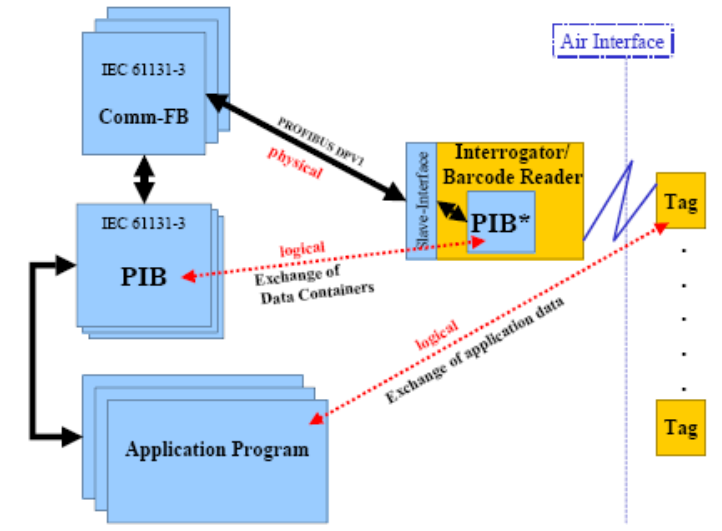 Air Interface
IEC 61131-3
Comm-FB
PROFIBUS DPV1
physical
Interrogator/
Barcode Reader
Slave-Interface
PIB*
Tag
IEC 61131-3
PIB
logical
Exchange of
Data Containers
logical
Exchange of application data
Tag
Application Program